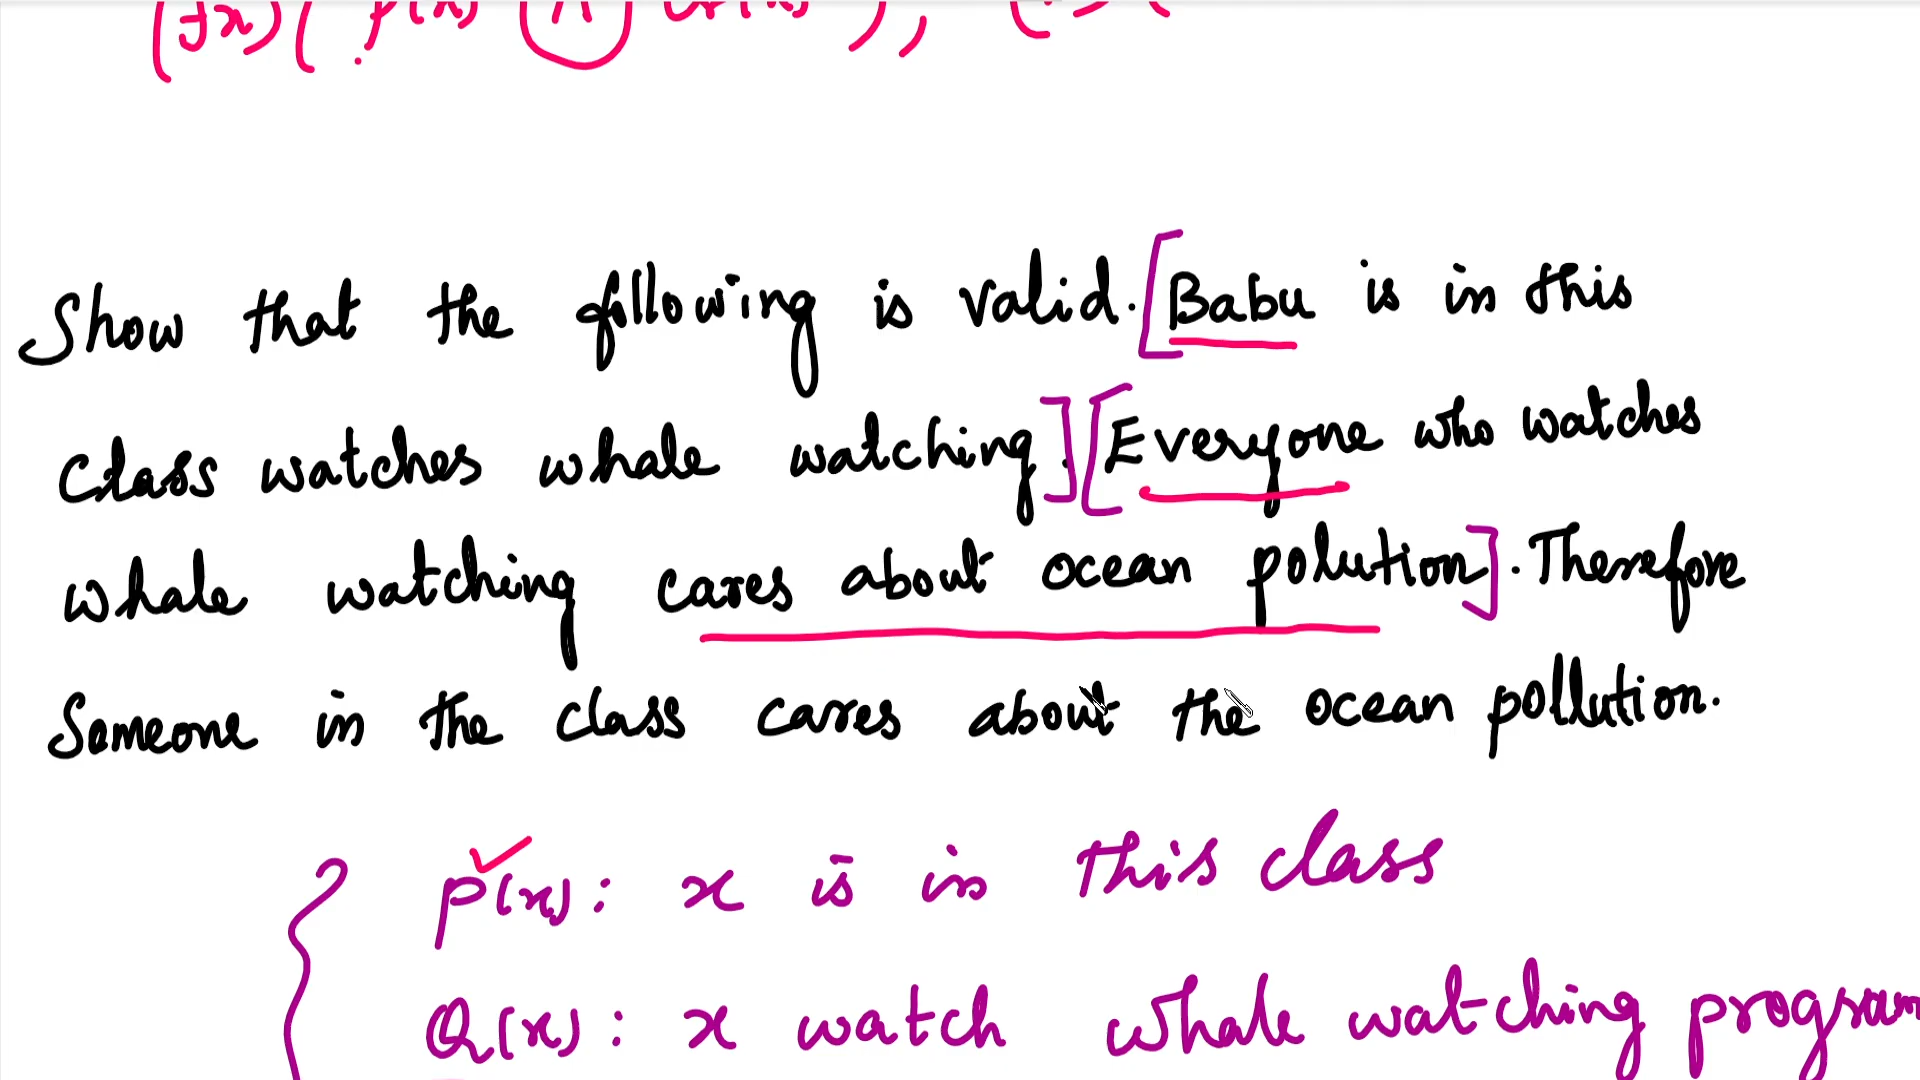 (∃x)( P(x) ∧
Show that the following is valid. [Babu is in this
class watches whale watching]. [Everyone who watches
whale watching cares about ocean polution]. Therefore
Someone in the class cares about the ocean pollution.
P(x): x is in this class
Q(x): x watch whale watching program